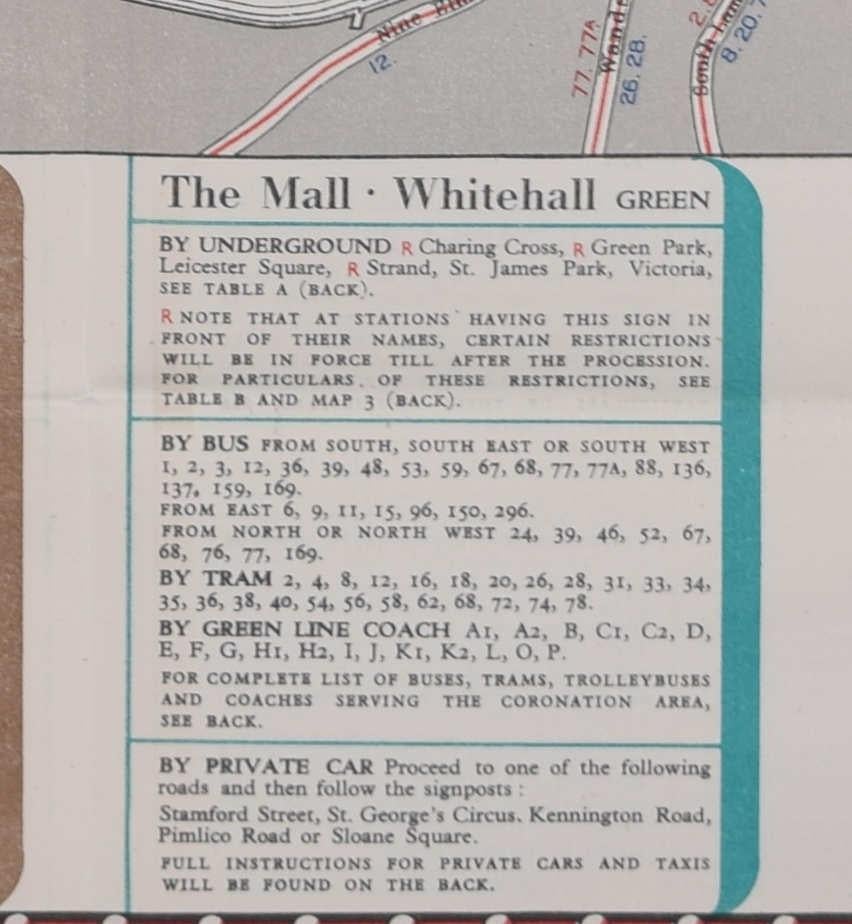 Nine
12.
77. 77A
26. 28.
South
8. 20.
The Mall · Whitehall GREEN
BY UNDERGROUND R Charing Cross, R Green Park,
Leicester Square, R Strand, St. James Park, Victoria,
SEE TABLE A (BACK).
R NOTE THAT AT STATIONS HAVING THIS SIGN IN
FRONT OF THEIR NAMES, CERTAIN RESTRICTIONS
WILL BE IN FORCE TILL AFTER THE PROCESSION.
FOR PARTICULARS OF THESE RESTRICTIONS, SEE
TABLE B AND MAP 3 (BACK).
BY BUS FROM SOUTH, SOUTH EAST OR SOUTH WEST
1, 2, 3, 12, 36, 39, 48, 53, 59, 67, 68, 77, 77A, 88, 136,
137, 159, 169.
FROM EAST 6, 9, 11, 15, 96, 150, 296.
FROM NORTH OR NORTH WEST 24, 39, 46, 52, 67,
68, 76, 77, 169.
BY TRAM 2, 4, 8, 12, 16, 18, 20, 26, 28, 31, 33, 34,
35, 36, 38, 40, 54, 56, 58, 62, 68, 72, 74, 78.
BY GREEN LINE COACH A1, A2, B, C1, C2, D,
E, F, G, H1, H2, I, J, K1, K2, L, O, P.
FOR COMPLETE LIST OF BUSES, TRAMS, TROLLEYBUSES
AND COACHES SERVING THE CORONATION AREA,
SEE BACK.
BY PRIVATE CAR Proceed to one of the following
roads and then follow the signposts :
Stamford Street, St. George's Circus. Kennington Road,
Pimlico Road or Sloane Square.
FULL INSTRUCTIONS FOR PRIVATE CARS AND TAXIS
WILL BE FOUND ON THE BACK.